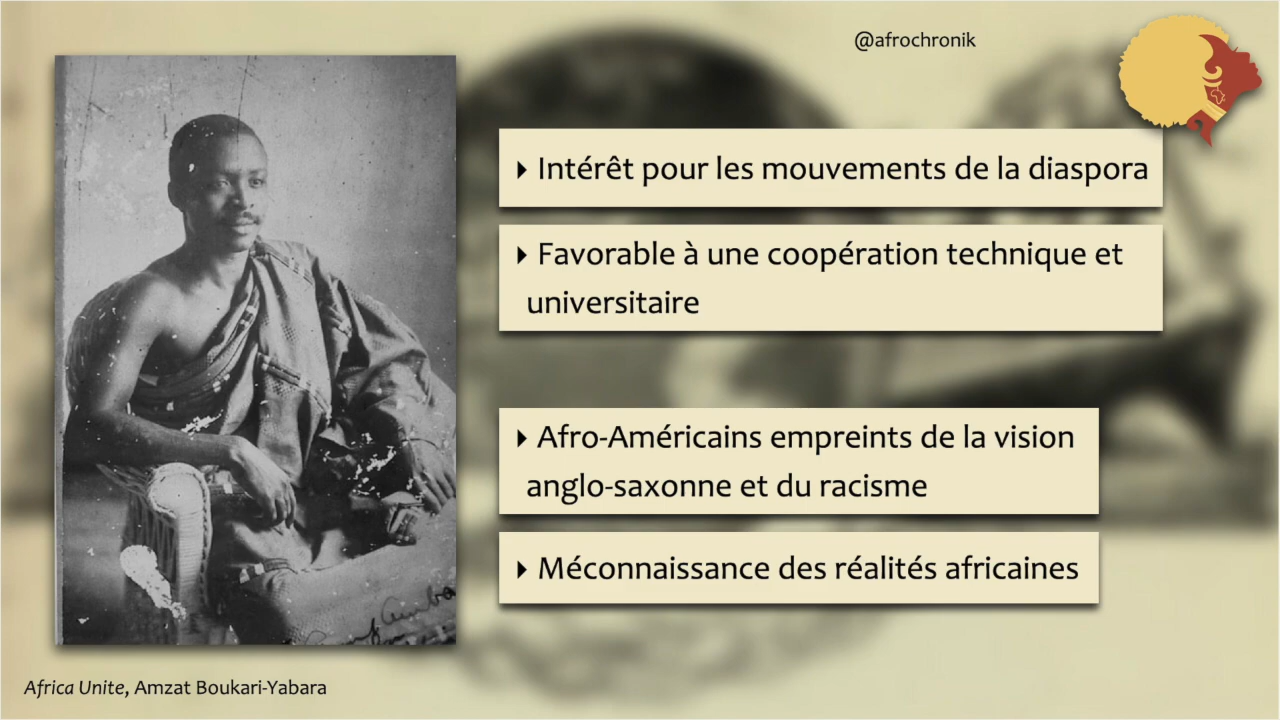 @afrochronik
Intérêt pour les mouvements de la diaspora
Favorable à une coopération technique et
universitaire
Afro-Américains empreints de la vision
anglo-saxonne et du racisme
Méconnaissance des réalités africaines
Africa Unite, Amzat Boukari-Yabara